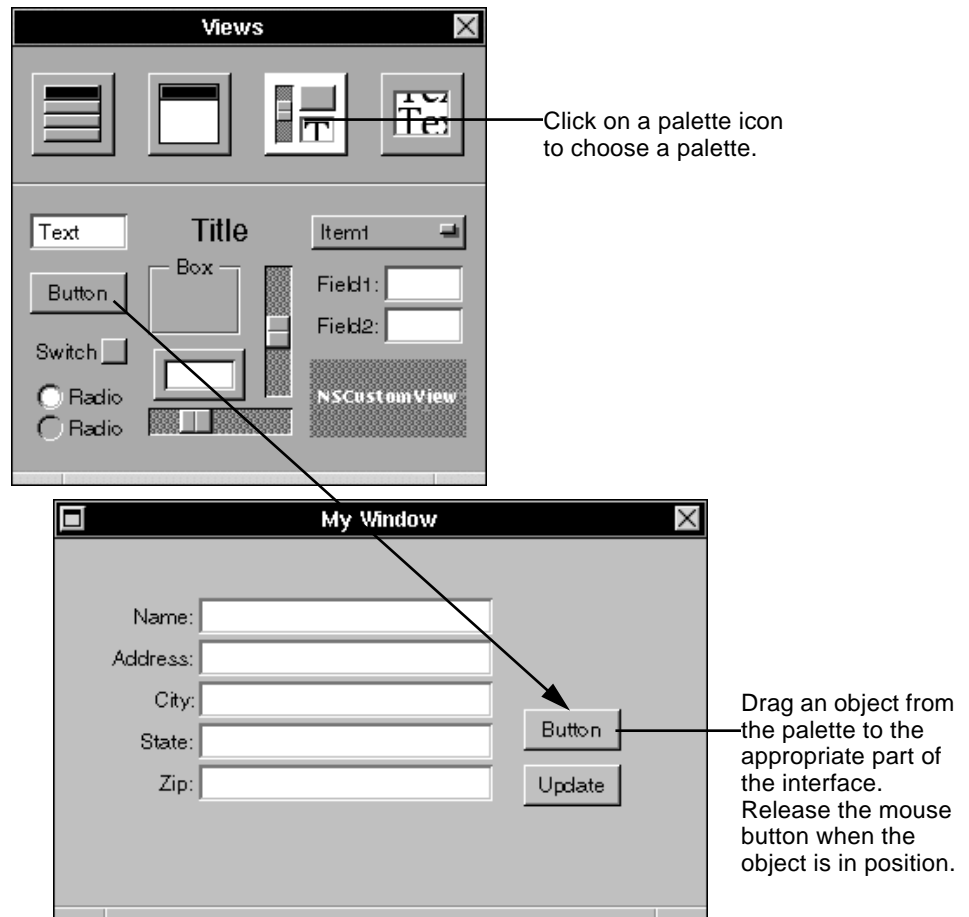 Views
T
Tex
Tex
Click on a palette icon
to choose a palette.
Text
Title
Item1
Box
Button
Field1:
Field2:
Switch
Radio
Radio
NSCustomView
My Window
Name:
Address:
City:
State:
Zip:
Button
Update
Drag an object from
the palette to the
appropriate part of
the interface.
Release the mouse
button when the
object is in position.